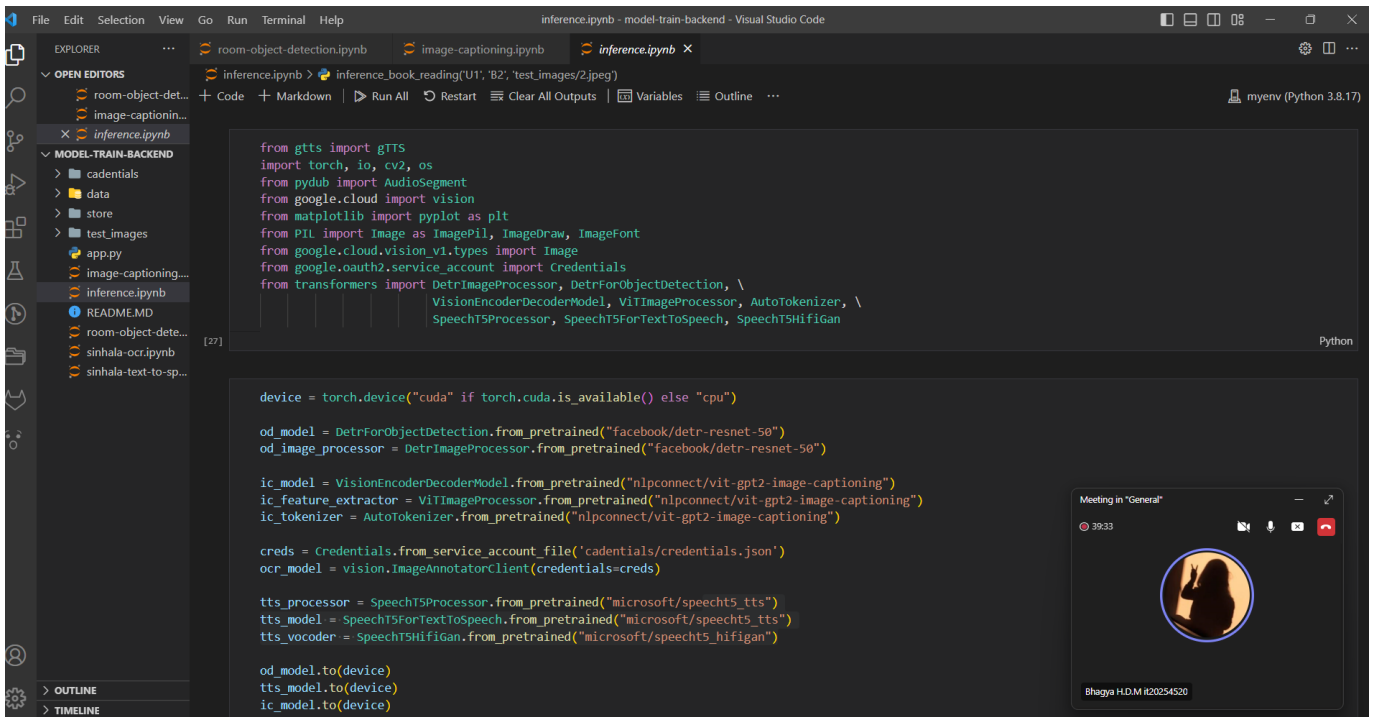 File Edit Selection View Go Run Terminal Help
inference.ipynb - model-train-backend - Visual Studio Code
EXPLORER
room-object-detection.ipynb
image-captioning.ipynb
inference.ipynb
OPEN EDITORS
room-object-det...
image-captionin...
inference.ipynb
MODEL-TRAIN-BACKEND
cadentials
data
store
test_images
app.py
image-captioning....
inference.ipynb
README.MD
room-object-dete...
sinhala-ocr.ipynb
sinhala-text-to-sp...
OUTLINE
TIMELINE
inference.ipynb > inference_book_reading('U1', 'B2', 'test_images/2.jpeg')
+ Code + Markdown | Run All Restart Clear All Outputs | Variables Outline ...
myenv (Python 3.8.17)
from gtts import gTTS
import torch, io, cv2, os
from pydub import AudioSegment
from google.cloud import vision
from matplotlib import pyplot as plt
from PIL import Image as ImagePil, ImageDraw, ImageFont
from google.cloud.vision_v1.types import Image
from google.oauth2.service_account import Credentials
from transformers import DetrImageProcessor, DetrForObjectDetection, \
VisionEncoderDecoderModel, ViTImageProcessor, AutoTokenizer, \
SpeechT5Processor, SpeechT5ForTextToSpeech, SpeechT5HifiGan
[27]
Python
device = torch.device("cuda" if torch.cuda.is_available() else "cpu")
od_model = DetrForObjectDetection.from_pretrained("facebook/detr-resnet-50")
od_image_processor = DetrImageProcessor.from_pretrained("facebook/detr-resnet-50")
ic_model = VisionEncoderDecoderModel.from_pretrained("nlpconnect/vit-gpt2-image-captioning")
ic_feature_extractor = ViTImageProcessor.from_pretrained("nlpconnect/vit-gpt2-image-captioning")
ic_tokenizer = AutoTokenizer.from_pretrained("nlpconnect/vit-gpt2-image-captioning")
creds = Credentials.from_service_account_file('cadentials/credentials.json')
ocr_model = vision.ImageAnnotatorClient(credentials=creds)
tts_processor = SpeechT5Processor.from_pretrained("microsoft/speecht5_tts")
tts_model = SpeechT5ForTextToSpeech.from_pretrained("microsoft/speecht5_tts")
tts_vocoder = SpeechT5HifiGan.from_pretrained("microsoft/speecht5_hifigan")
od_model.to(device)
tts_model.to(device)
ic_model.to(device)
Meeting in "General"
39:33
Bhagya H.D.M it20254520